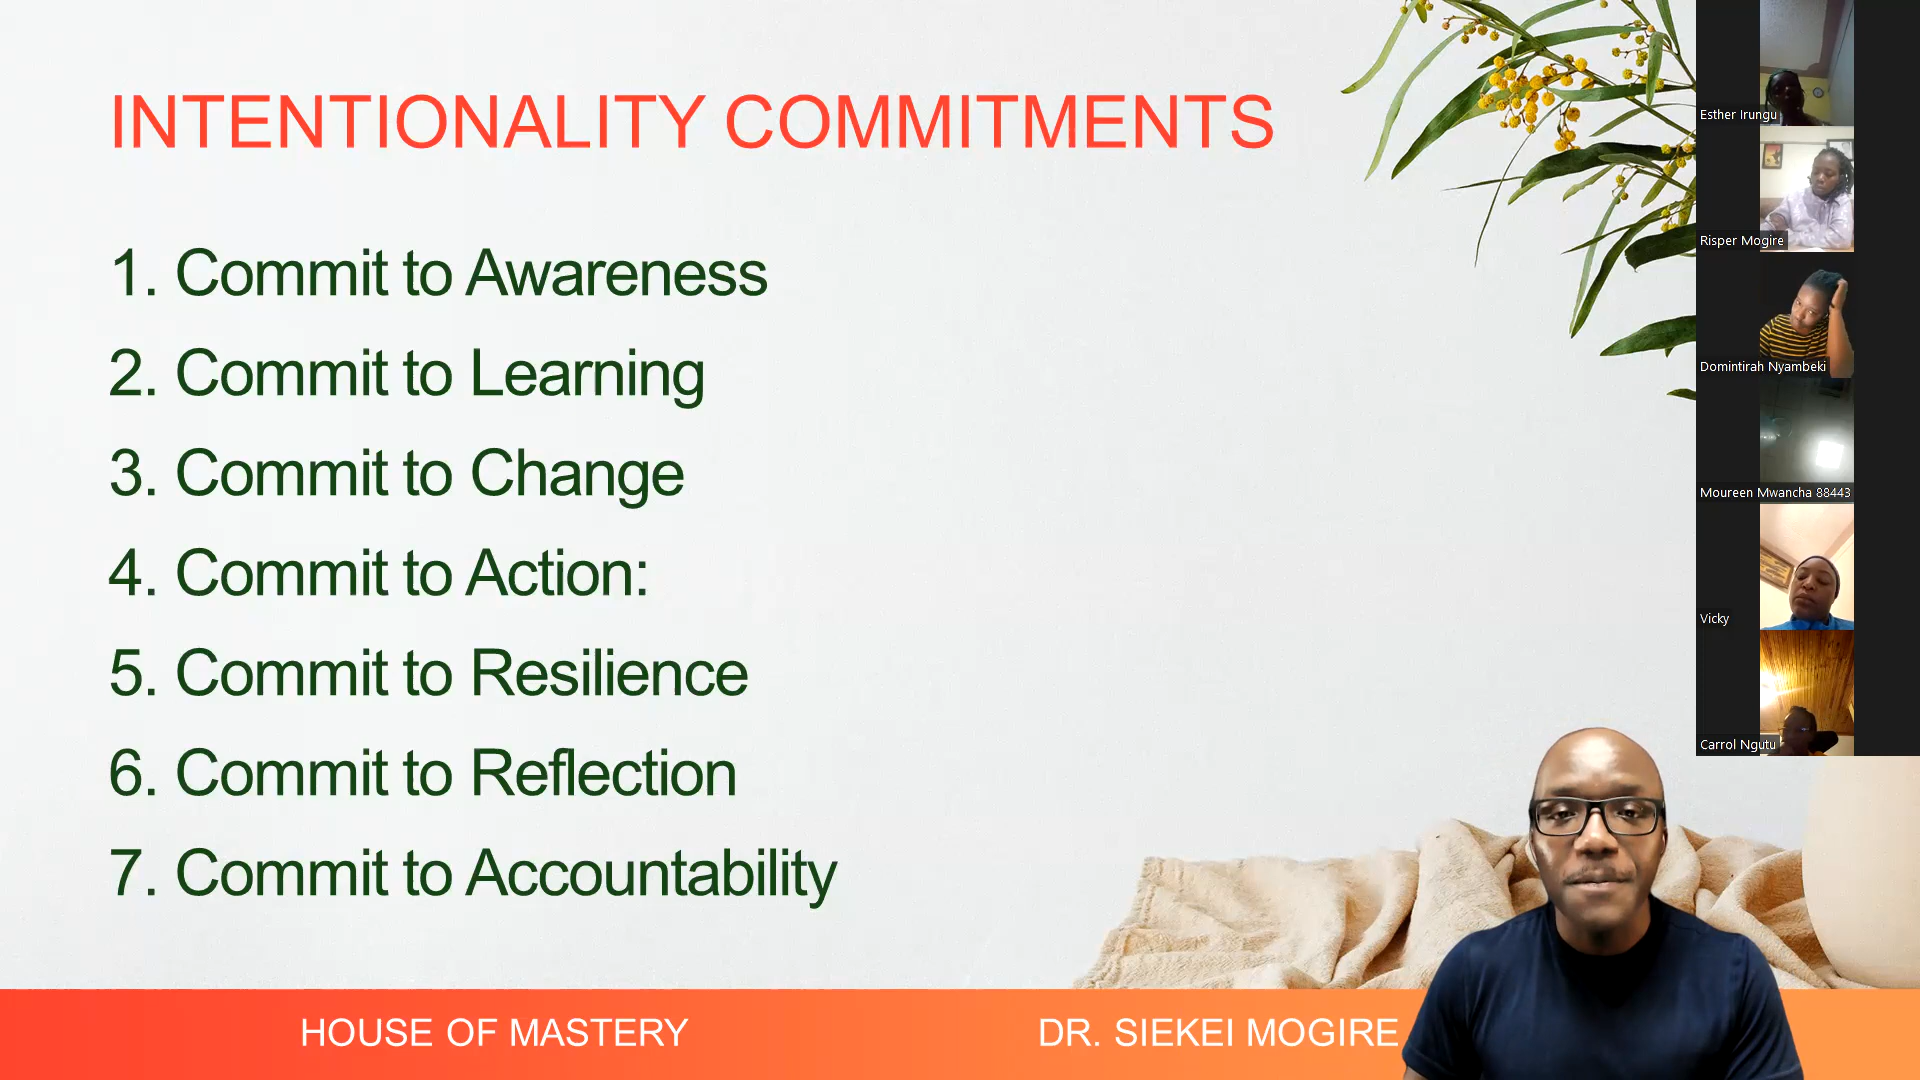 INTENTIONALITY COMMITMENTS
1. Commit to Awareness
2. Commit to Learning
3. Commit to Change
4. Commit to Action:
5. Commit to Resilience
6. Commit to Reflection
7. Commit to Accountability
HOUSE OF MASTERY
DR. SIEKEI MOGIRE
Esther Irungu
Risper Mogire
Domintirah Nyambeki
Moureen Mwancha 88443
Vicky
Carrol Ngutu